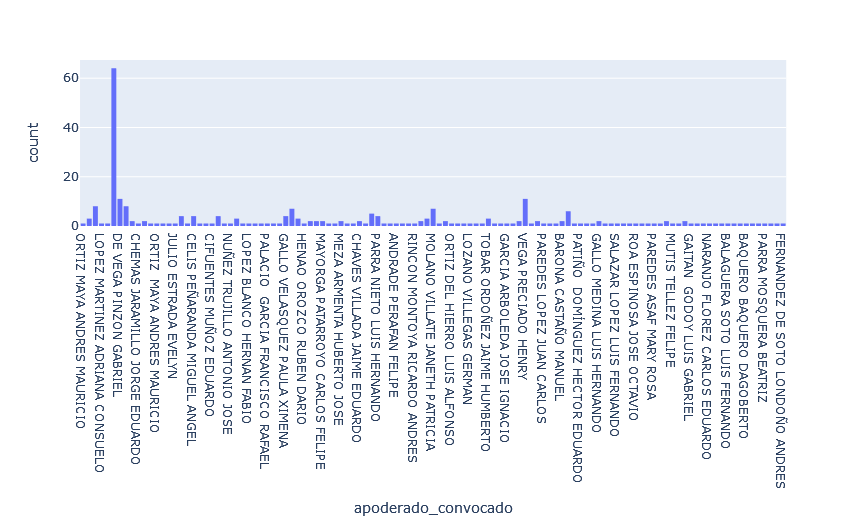 60
40
20
0
count
ORTIZ MAYA ANDRES MAURICIO
LOPEZ MARTINEZ ADRIANA CONSUELO
DE VEGA PINZON GABRIEL
CHEMAS JARAMILLO JORGE EDUARDO
ORTIZ  MAYA ANDRES MAURICIO
JULIO ESTRADA EVELYN
CELIS PEÑARANDA MIGUEL ANGEL
CIFUENTES MUÑOZ EDUARDO
NUÑEZ TRUJILLO ANTONIO JOSE
LOPEZ BLANCO HERNAN FABIO
PALACIO  GARCIA FRANCISCO RAFAEL
GALLO VELASQUEZ PAULA XIMENA
HENAO OROZCO RUBEN DARIO
MAYORGA PATARROYO CARLOS FELIPE
MEZA ARMENTA HUBERTO JOSE
CHAVES VILLADA JAIME EDUARDO
PARRA NIETO LUIS HERNANDO
ANDRADE PERAFAN FELIPE
RINCON MONTOYA RICARDO ANDRES
MOLANO VILLATE JANETH PATRICIA
ORTIZ DEL HIERRO LUIS ALFONSO
LOZANO VILLEGAS GERMAN
TOBAR ORDOÑEZ JAIME HUMBERTO
GARCIA ARBOLEDA JOSE IGNACIO
VEGA PRECIADO HENRY
PAREDES LOPEZ JUAN CARLOS
BARONA CASTAÑO MANUEL
PATIÑO  DOMÍNGUEZ HECTOR EDUARDO
GALLO MEDINA LUIS HERNANDO
SALAZAR LOPEZ LUIS FERNANDO
ROA ESPINOSA JOSE OCTAVIO
PAREDES ASAF MARY ROSA
MUTIS TELLEZ FELIPE
GAITAN  GODOY LUIS GABRIEL
NARANJO FLOREZ CARLOS EDUARDO
BALAGUERA SOTO LUIS FERNANDO
BAQUERO BAQUERO DAGOBERTO
PARRA MOSQUERA BEATRIZ
FERNANDEZ DE SOTO LONDOÑO ANDRES
apoderado_convocado